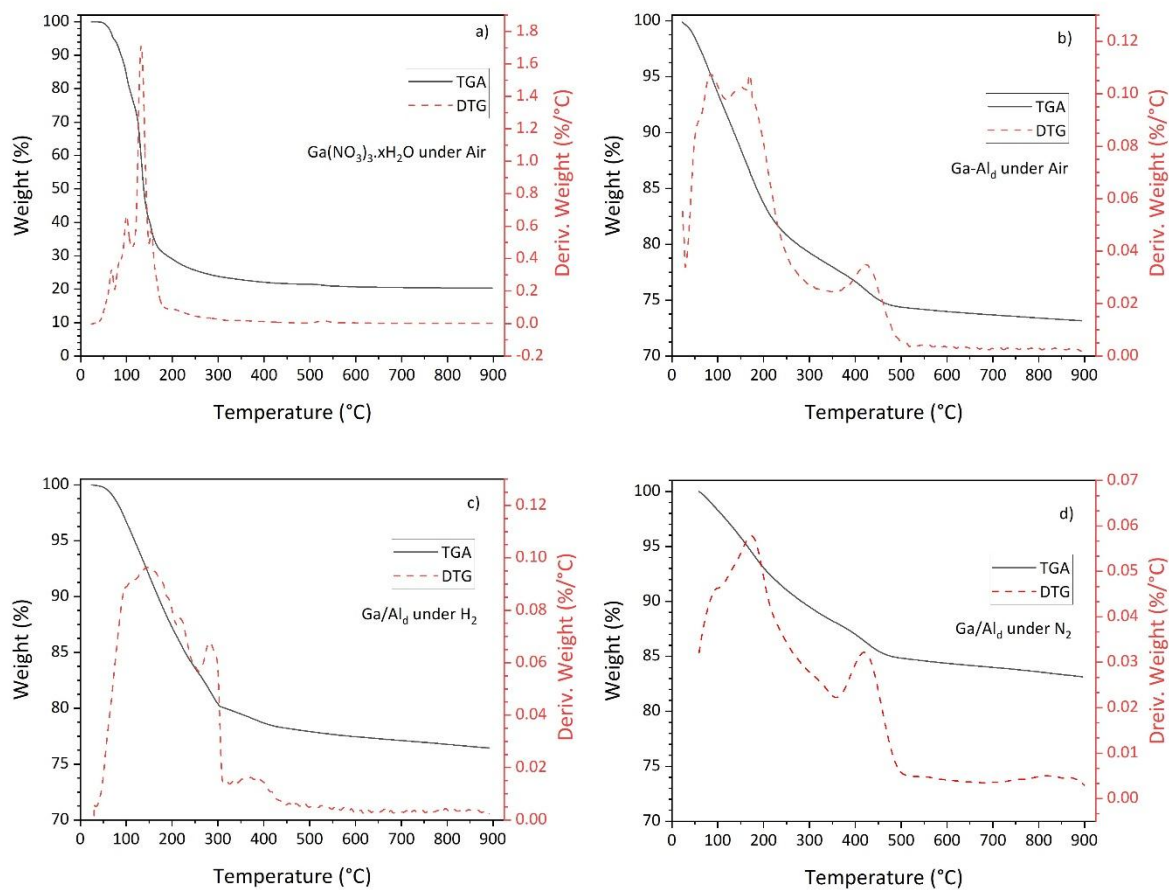 a)
TGA
DTG
Ga(NO₃)₃.xH₂O under Air
Weight (%)
100
90
80
70
60
50
40
30
20
10
0
Deriv. Weight (%/°C)
1.8
1.6
1.4
1.2
1.0
0.8
0.6
0.4
0.2
0.0
-0.2
0 100 200 300 400 500 600 700 800 900
Temperature (°C)
b)
TGA
DTG
Ga-Al_d under Air
Weight (%)
100
95
90
85
80
75
70
Deriv. Weight (%/°C)
0.12
0.10
0.08
0.06
0.04
0.02
0.00
0 100 200 300 400 500 600 700 800 900
Temperature (°C)
c)
TGA
DTG
Ga/Al_d under H₂
Weight (%)
100
95
90
85
80
75
70
Deriv. Weight (%/°C)
0.12
0.10
0.08
0.06
0.04
0.02
0.00
0 100 200 300 400 500 600 700 800 900
Temperature (°C)
d)
TGA
DTG
Ga/Al_d under N₂
Weight (%)
100
95
90
85
80
75
70
Dreiv. Weight (%/°C)
0.07
0.06
0.05
0.04
0.03
0.02
0.01
0.00
0 100 200 300 400 500 600 700 800 900
Temperature (°C)